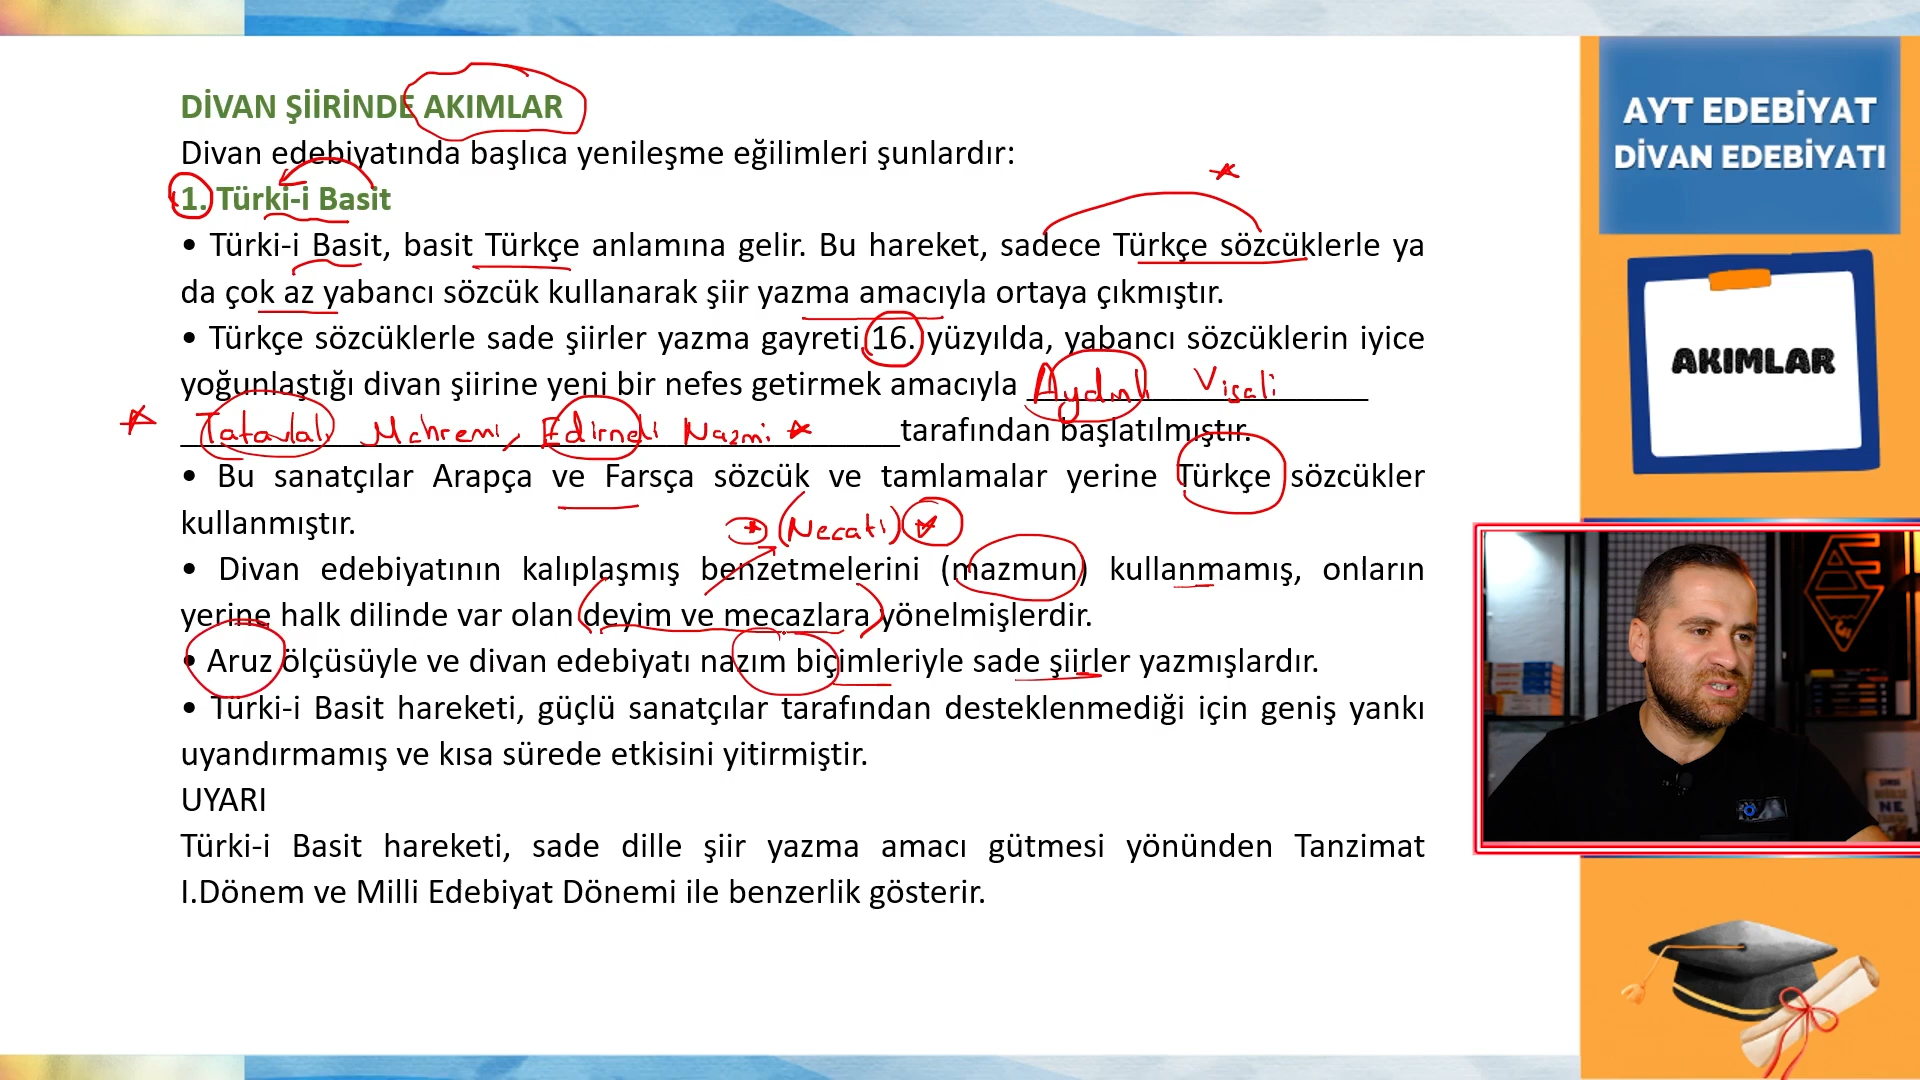 DİVAN ŞİİRİNDE AKIMLAR
Divan edebiyatında başlıca yenileşme eğilimleri şunlardır:
1. Türki-i Basit
• Türki-i Basit, basit Türkçe anlamına gelir. Bu hareket, sadece Türkçe sözcüklerle ya
da çok az yabancı sözcük kullanarak şiir yazma amacıyla ortaya çıkmıştır.
• Türkçe sözcüklerle sade şiirler yazma gayreti 16. yüzyılda, yabancı sözcüklerin iyice
yoğunlaştığı divan şiirine yeni bir nefes getirmek amacıyla Aydınlı Visali
Tatavlalı Mahremi, Edirneli Nazmi tarafından başlatılmıştır.
• Bu sanatçılar Arapça ve Farsça sözcük ve tamlamalar yerine Türkçe sözcükler
kullanmıştır.
(Necati)
• Divan edebiyatının kalıplaşmış benzetmelerini (mazmun) kullanmamış, onların
yerine halk dilinde var olan deyim ve mecazlara yönelmişlerdir.
• Aruz ölçüsüyle ve divan edebiyatı nazım biçimleriyle sade şiirler yazmışlardır.
• Türki-i Basit hareketi, güçlü sanatçılar tarafından desteklenmediği için geniş yankı
uyandırmamış ve kısa sürede etkisini yitirmiştir.
UYARI
Türki-i Basit hareketi, sade dille şiir yazma amacı gütmesi yönünden Tanzimat
I.Dönem ve Milli Edebiyat Dönemi ile benzerlik gösterir.
AYT EDEBİYAT
DİVAN EDEBİYATI
AKIMLAR